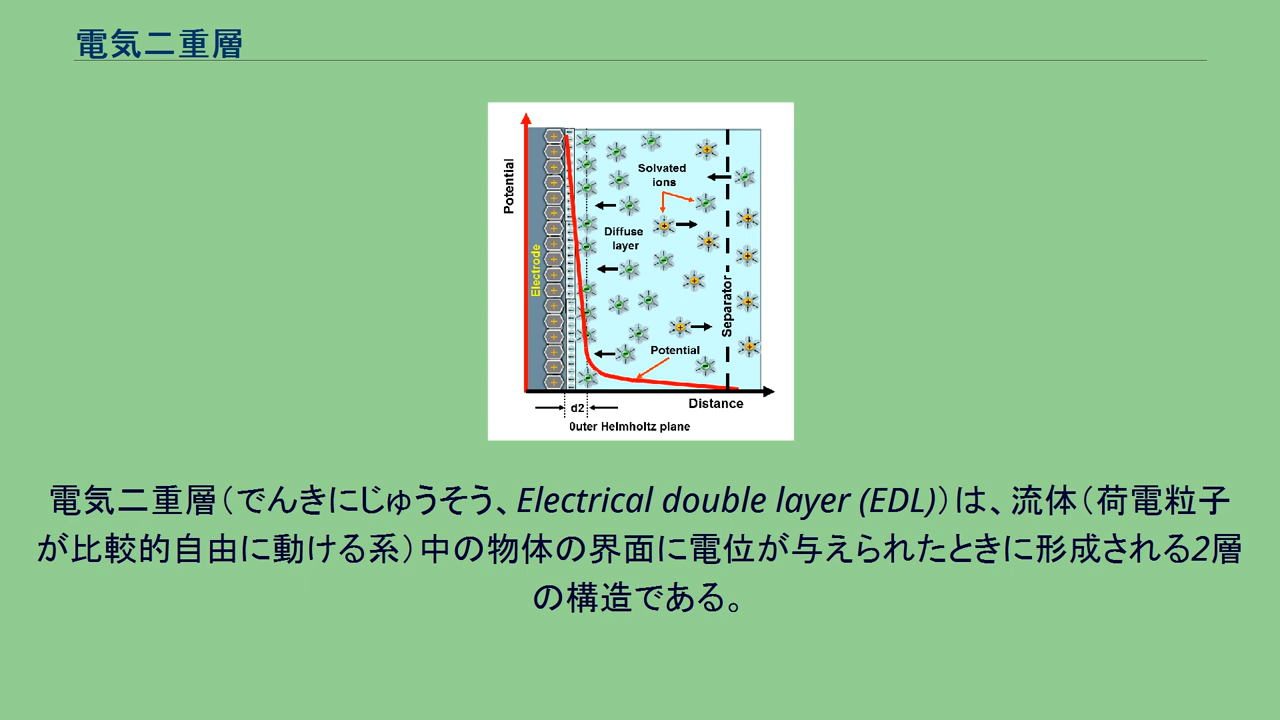 電気二重層
Potential
Electrode
Solvated
ions
Diffuse
layer
Separator
Potential
Distance
d2
0uter Helmholtz plane
電気二重層（でんきにじゅうそう、Electrical double layer (EDL)）は、流体（荷電粒子
が比較的自由に動ける系）中の物体の界面に電位が与えられたときに形成される2層
の構造である。